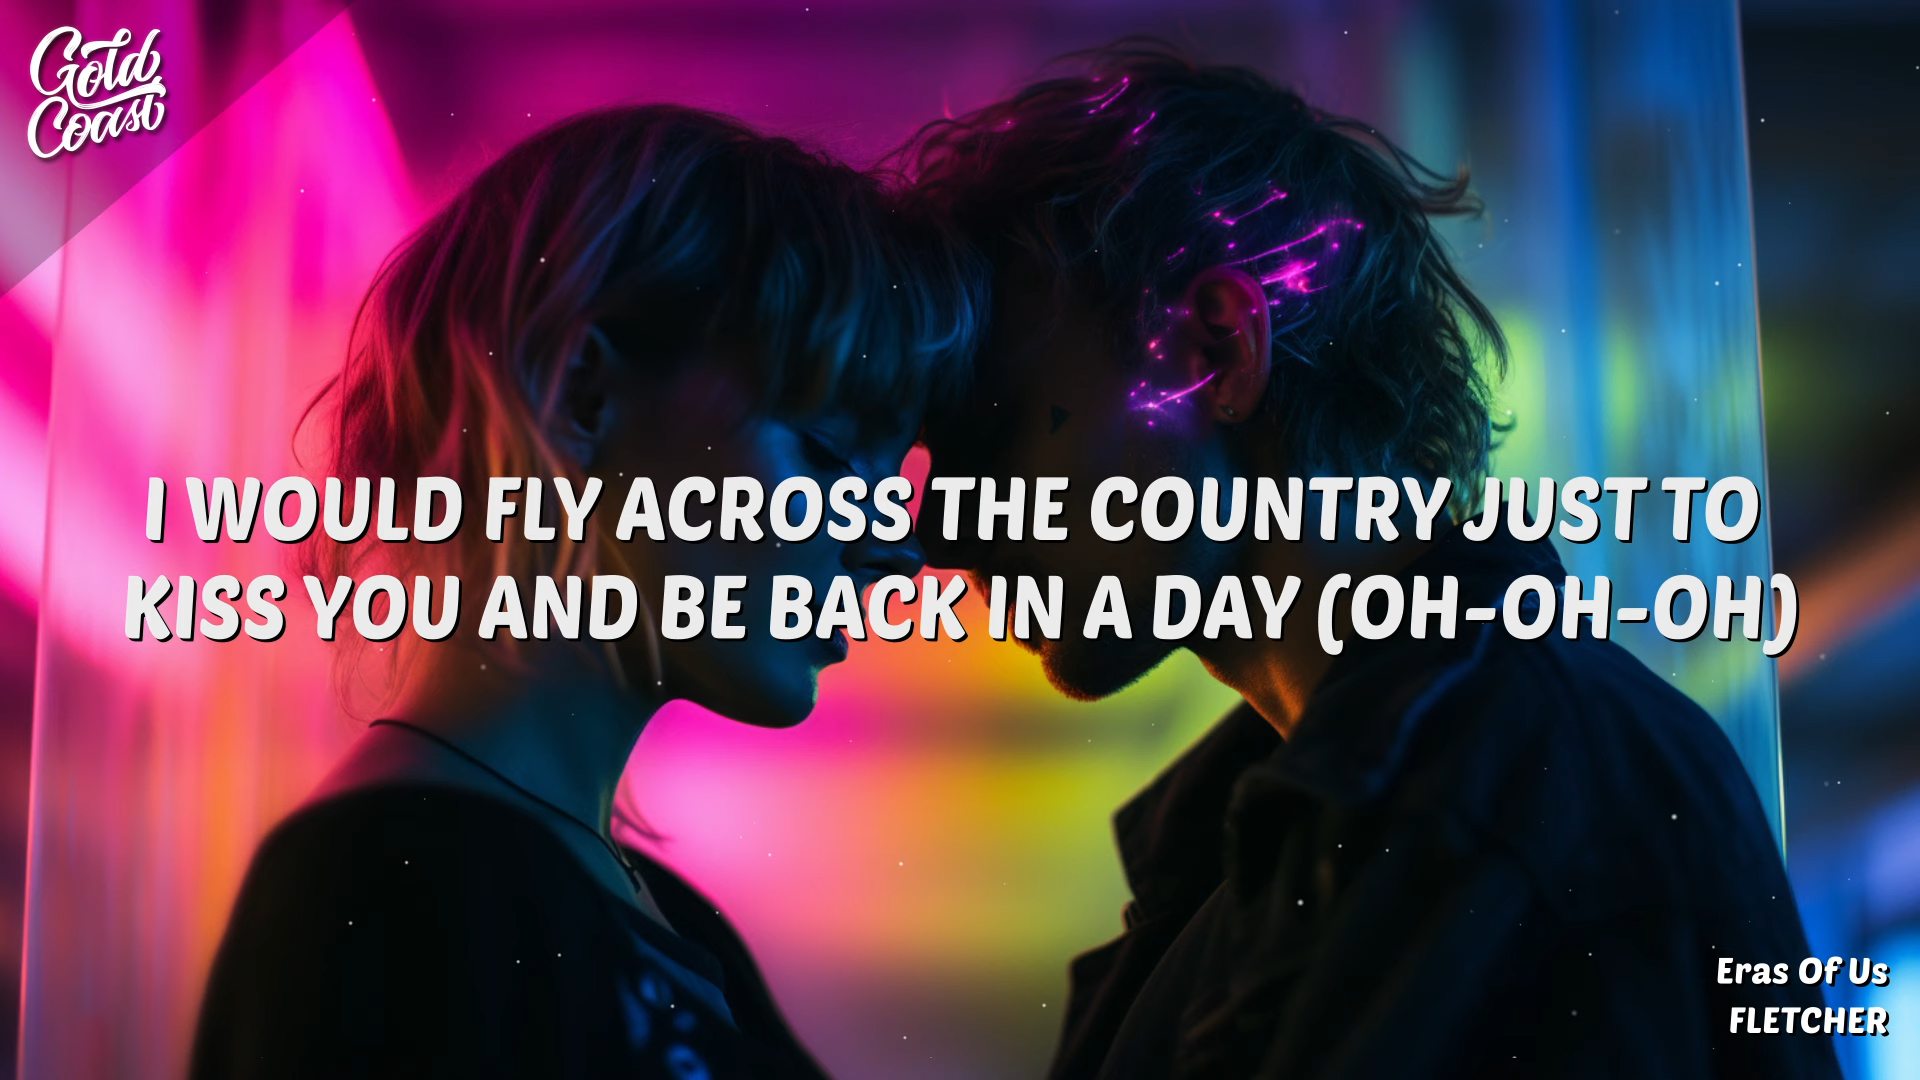 Gold
Coast
I WOULD FLY ACROSS THE COUNTRY JUST TO
KISS YOU AND BE BACK IN A DAY (OH-OH-OH)
Eras Of Us
FLETCHER